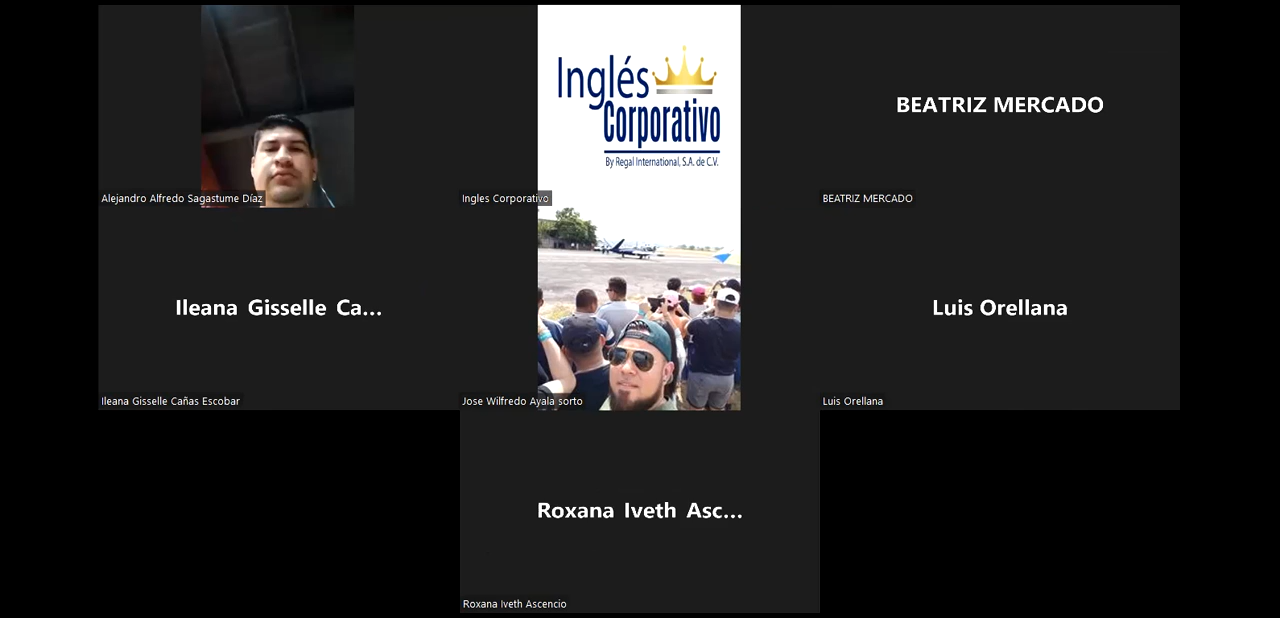 Inglés
Corporativo
By Regal International, S.A. de C.V.
BEATRIZ MERCADO
Alejandro Alfredo Sagastume Díaz
Ingles Corporativo
BEATRIZ MERCADO
Ileana Gisselle Ca...
Luis Orellana
Ileana Gisselle Cañas Escobar
Jose Wilfredo Ayala sorto
Luis Orellana
Roxana Iveth Asc...
Roxana Iveth Ascencio